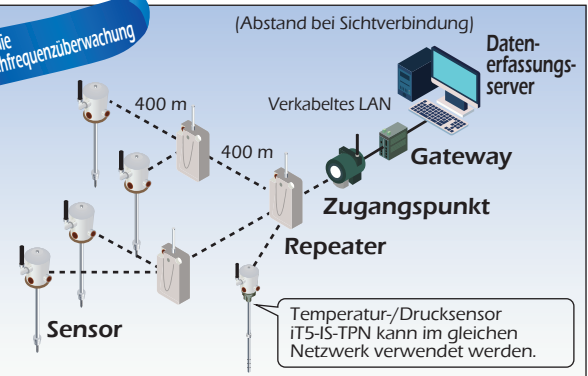 die
(Abstand bei Sichtverbindung)
Daten-
erfassungs-
server
400 m
Verkabeltes LAN
400 m
Gateway
Zugangspunkt
Repeater
Sensor
Temperatur-/Drucksensor
iT5-IS-TPN kann im gleichen
Netzwerk verwendet werden.